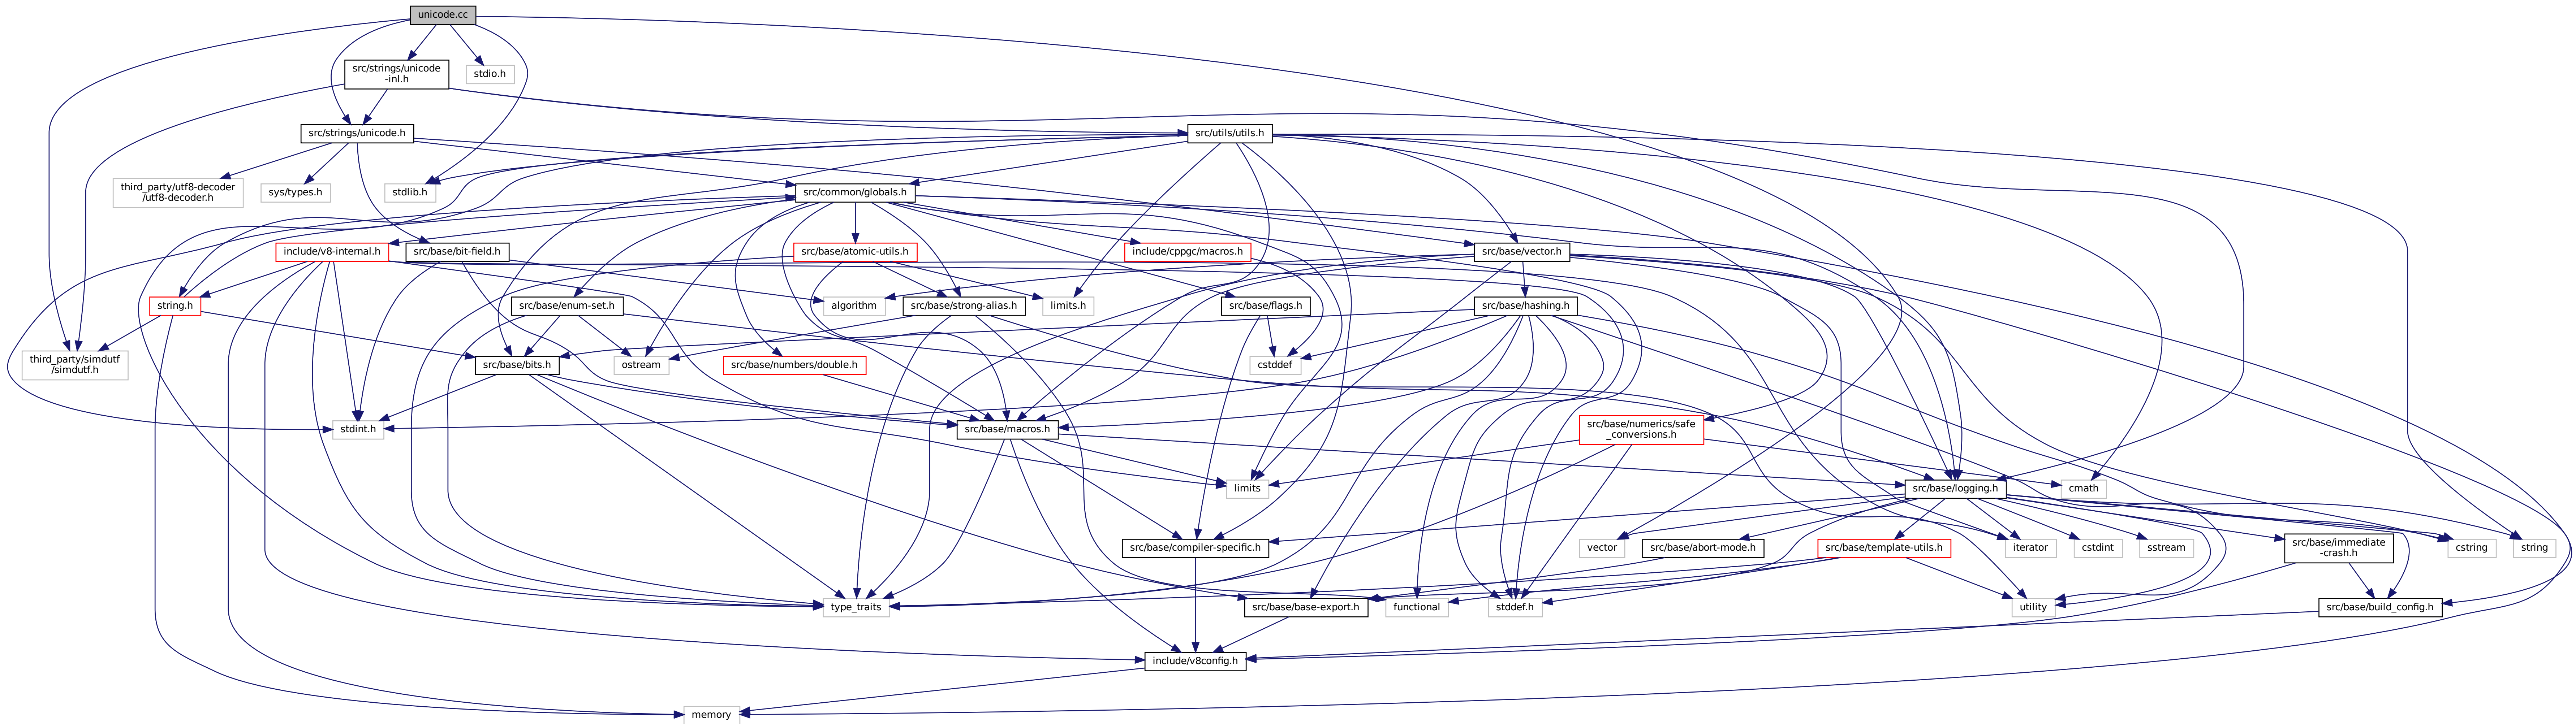 unicode.cc
src/strings/unicode
-inl.h
stdio.h
src/strings/unicode.h
src/utils/utils.h
third_party/utf8-decoder
/utf8-decoder.h
sys/types.h
stdlib.h
src/common/globals.h
include/v8-internal.h
src/base/bit-field.h
src/base/atomic-utils.h
include/cppgc/macros.h
src/base/vector.h
string.h
src/base/enum-set.h
algorithm
src/base/strong-alias.h
limits.h
src/base/flags.h
src/base/hashing.h
third_party/simdutf
/simdutf.h
src/base/bits.h
ostream
src/base/numbers/double.h
cstddef
stdint.h
src/base/macros.h
src/base/numerics/safe
_conversions.h
limits
src/base/logging.h
cmath
src/base/compiler-specific.h
vector
src/base/abort-mode.h
src/base/template-utils.h
iterator
cstdint
sstream
src/base/immediate
-crash.h
cstring
string
type_traits
src/base/base-export.h
functional
stddef.h
utility
src/base/build_config.h
include/v8config.h
memory